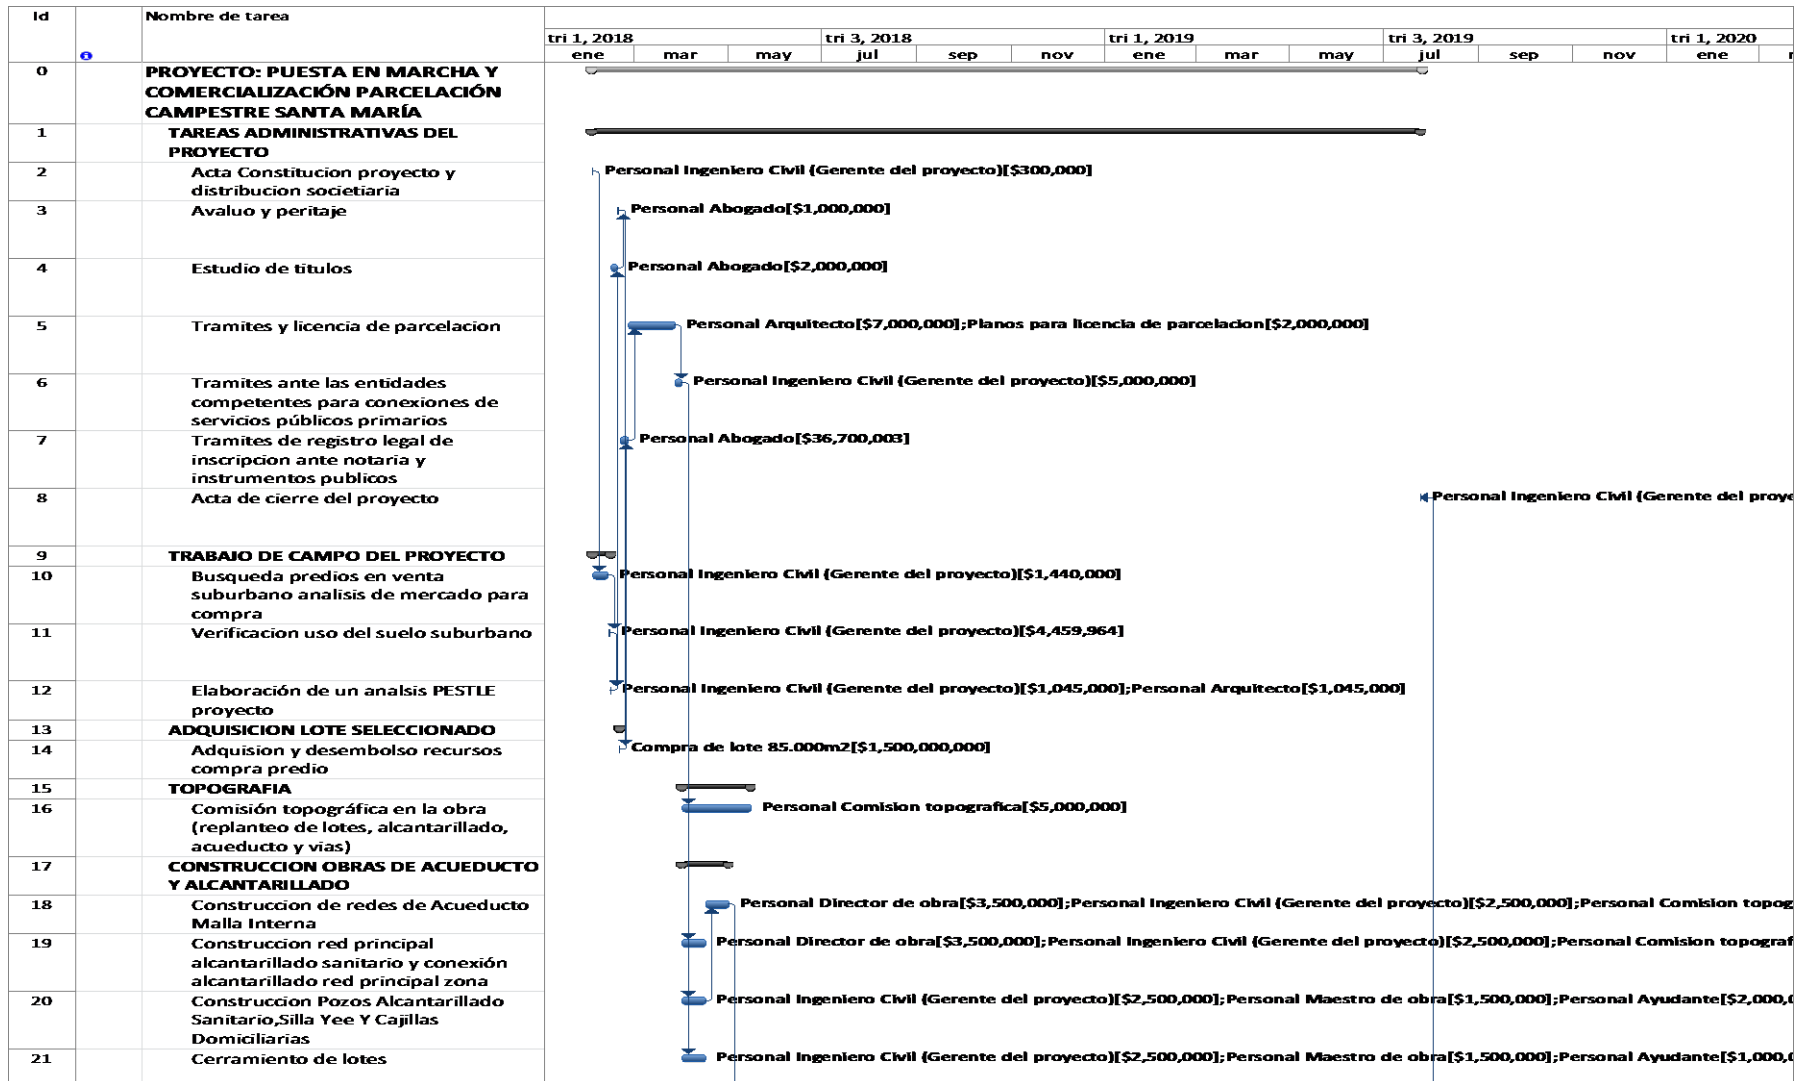 Id
Nombre de tarea
tri 1, 2018 tri 3, 2018 tri 1, 2019 tri 3, 2019 tri 1, 2020
ene mar may jul sep nov ene mar may jul sep nov ene
0 PROYECTO: PUESTA EN MARCHA Y
COMERCIALIZACIÓN PARCELACIÓN
CAMPESTRE SANTA MARÍA
1 TAREAS ADMINISTRATIVAS DEL
PROYECTO
2 Acta Constitucion proyecto y Personal Ingeniero Civil (Gerente del proyecto)[$300,000]
distribucion societiaria
3 Avaluo y peritaje Personal Abogado[$1,000,000]
4 Estudio de titulos Personal Abogado[$2,000,000]
5 Tramites y licencia de parcelacion Personal Arquitecto[$7,000,000];Planos para licencia de parcelacion[$2,000,000]
6 Tramites ante las entidades Personal Ingeniero Civil (Gerente del proyecto)[$5,000,000]
competentes para conexiones de
servicios públicos primarios
7 Tramites de registro legal de Personal Abogado[$36,700,003]
inscripcion ante notaria y
instrumentos publicos
8 Acta de cierre del proyecto Personal Ingeniero Civil (Gerente del proye
9 TRABAJO DE CAMPO DEL PROYECTO
10 Busqueda predios en venta Personal Ingeniero Civil (Gerente del proyecto)[$1,440,000]
suburbano analisis de mercado para
compra
11 Verificacion uso del suelo suburbano Personal Ingeniero Civil (Gerente del proyecto)[$4,459,964]
12 Elaboración de un analsis PESTLE Personal Ingeniero Civil (Gerente del proyecto)[$1,045,000];Personal Arquitecto[$1,045,000]
proyecto
13 ADQUISICION LOTE SELECCIONADO
14 Adquision y desembolso recursos Compra de lote 85.000m2[$1,500,000,000]
compra predio
15 TOPOGRAFIA
16 Comisión topográfica en la obra Personal Comision topografica[$5,000,000]
(replanteo de lotes, alcantarillado,
acueducto y vias)
17 CONSTRUCCION OBRAS DE ACUEDUCTO
Y ALCANTARILLADO
18 Construccion de redes de Acueducto Personal Director de obra[$3,500,000];Personal Ingeniero Civil (Gerente del proyecto)[$2,500,000];Personal Comision topog
Malla Interna
19 Construccion red principal Personal Director de obra[$3,500,000];Personal Ingeniero Civil (Gerente del proyecto)[$2,500,000];Personal Comision topograf
alcantarillado sanitario y conexión
alcantarillado red principal zona
20 Construccion Pozos Alcantarillado Personal Ingeniero Civil (Gerente del proyecto)[$2,500,000];Personal Maestro de obra[$1,500,000];Personal Ayudante[$2,000,0
Sanitario,Silla Yee Y Cajillas
Domiciliarias
21 Cerramiento de lotes Personal Ingeniero Civil (Gerente del proyecto)[$2,500,000];Personal Maestro de obra[$1,500,000];Personal Ayudante[$1,000,0